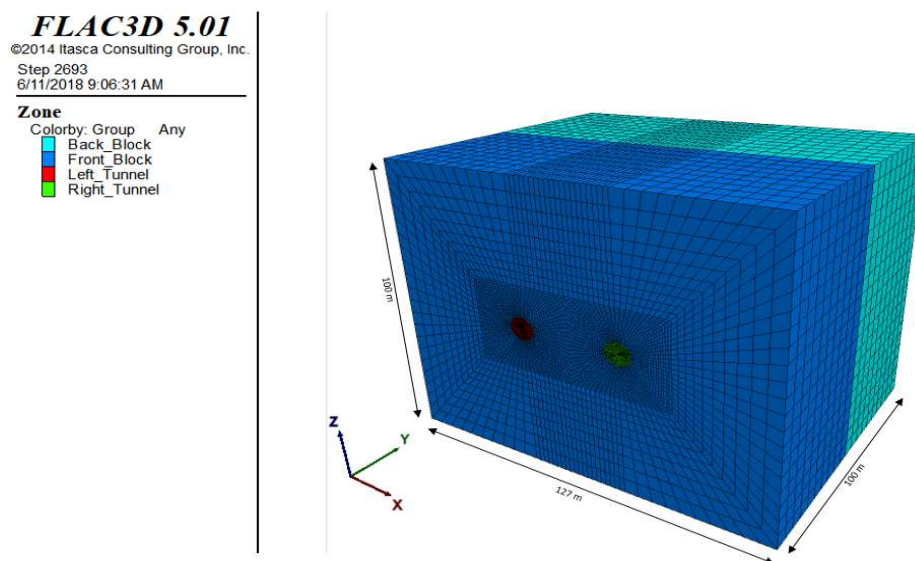 FLAC3D 5.01
©2014 Itasca Consulting Group, Inc.
Step 2693
6/11/2018 9:06:31 AM
Zone
Colorby: Group Any
Back_Block
Front_Block
Left_Tunnel
Right_Tunnel
100 m
Z
Y
X
127 m
100 m